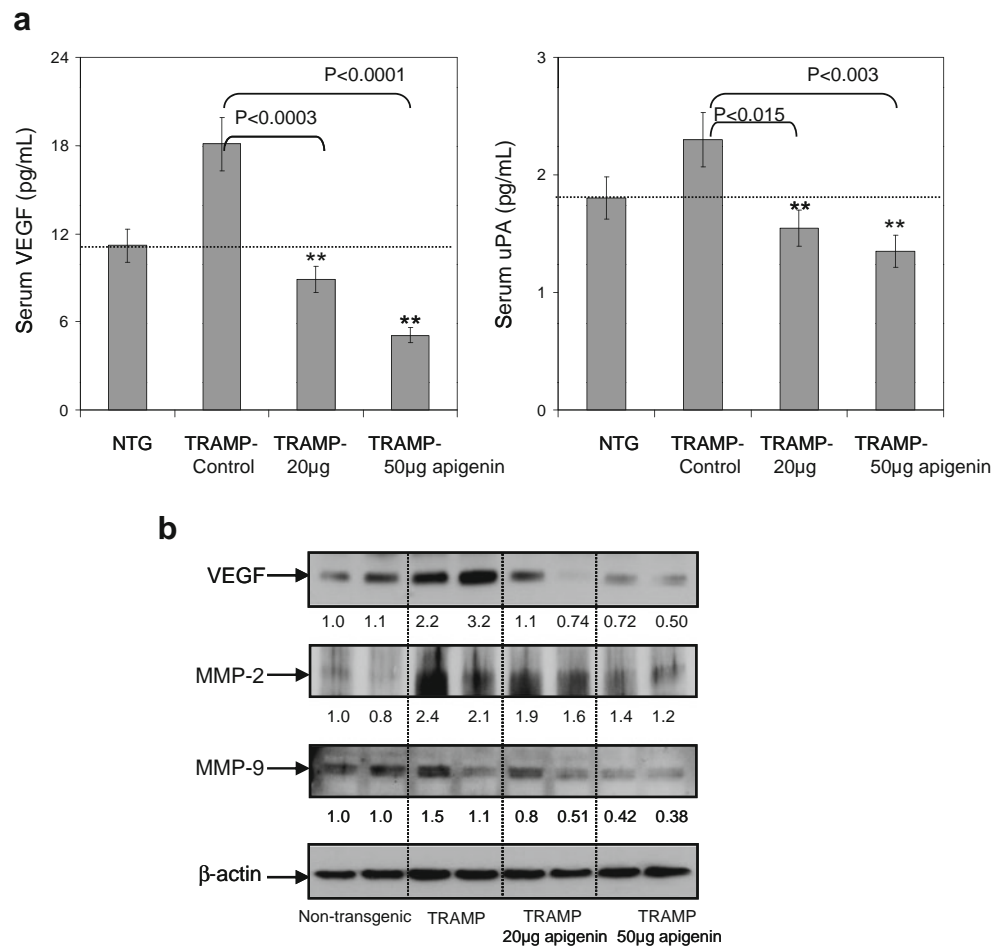 a
24
18
12
6
0
Serum VEGF (pg/mL)
P<0.0001
P<0.0003
**
**
NTG TRAMP-Control TRAMP-20μg TRAMP-50μg apigenin
3
2
1
0
Serum uPA (pg/mL)
P<0.003
P<0.015
**
**
NTG TRAMP-Control TRAMP-20μg TRAMP-50μg apigenin
b
VEGF
1.0 1.1 2.2 3.2 1.1 0.74 0.72 0.50
MMP-2
1.0 0.8 2.4 2.1 1.9 1.6 1.4 1.2
MMP-9
1.0 1.0 1.5 1.1 0.8 0.51 0.42 0.38
β-actin
Non-transgenic TRAMP TRAMP TRAMP
20μg apigenin 50μg apigenin